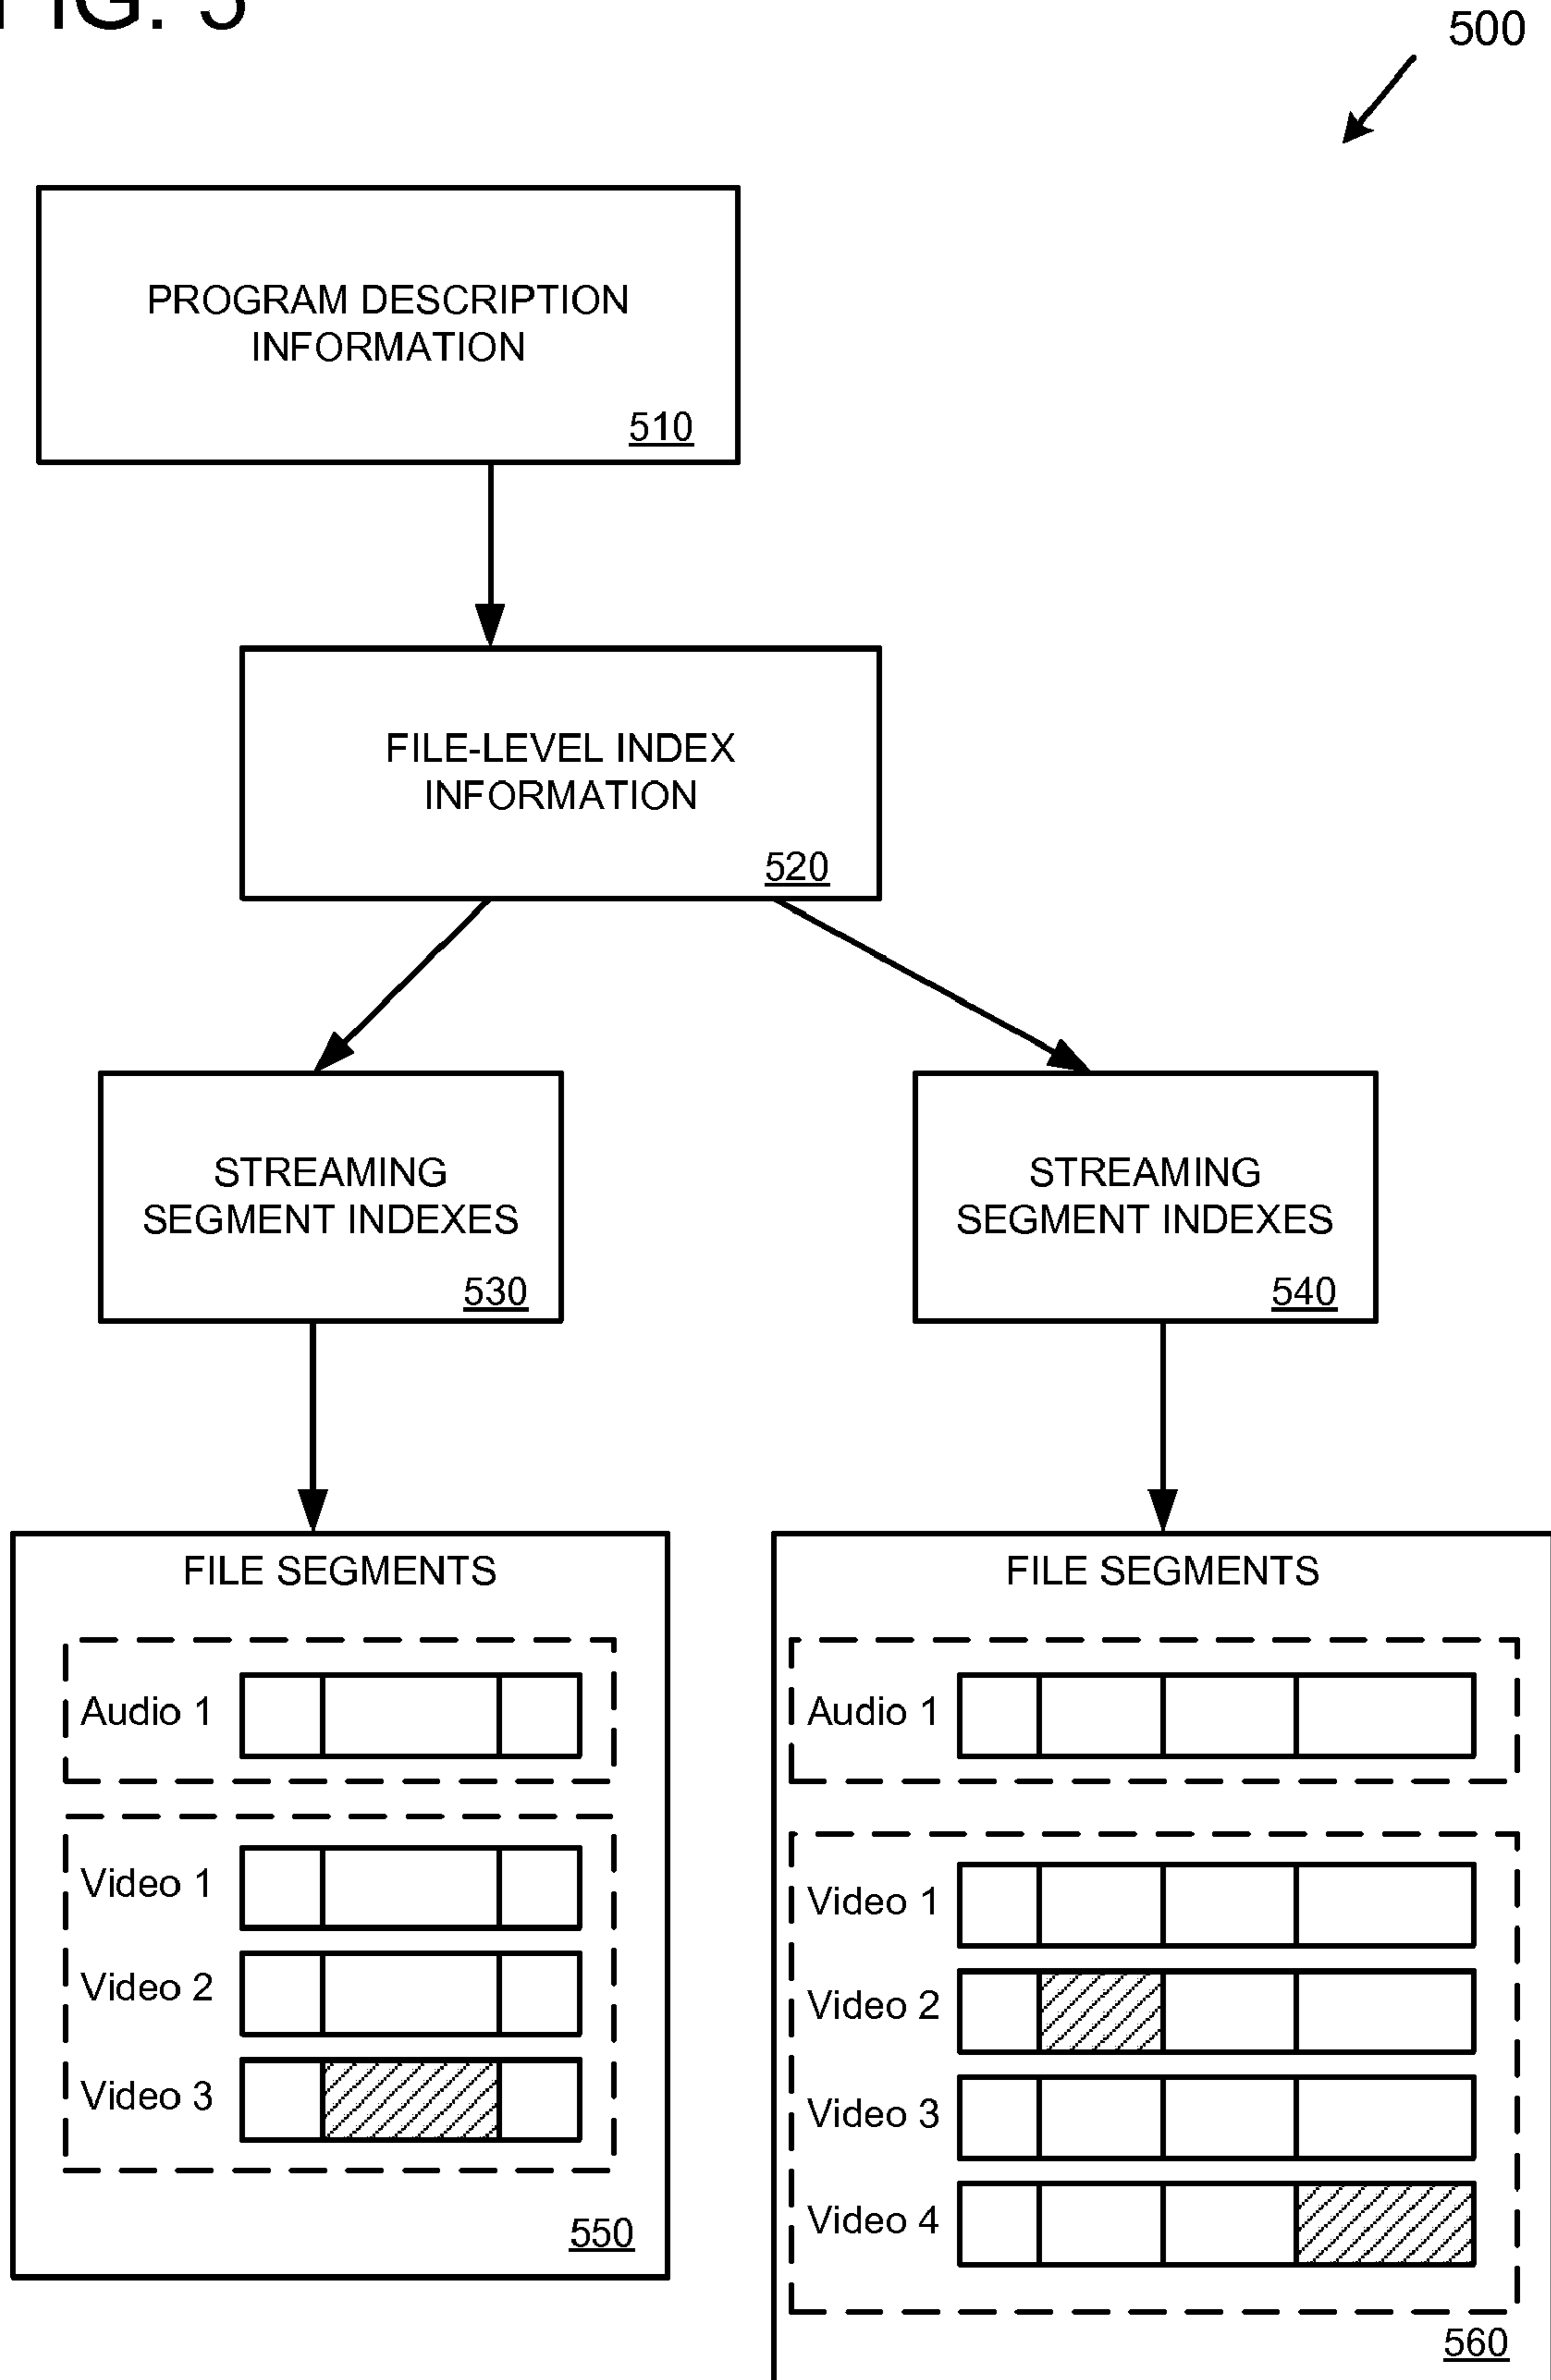 FIG. 5
500
PROGRAM DESCRIPTION
INFORMATION
510
FILE-LEVEL INDEX
INFORMATION
520
STREAMING
SEGMENT INDEXES
530
STREAMING
SEGMENT INDEXES
540
FILE SEGMENTS
Audio 1
Video 1
Video 2
Video 3
550
FILE SEGMENTS
Audio 1
Video 1
Video 2
Video 3
Video 4
560